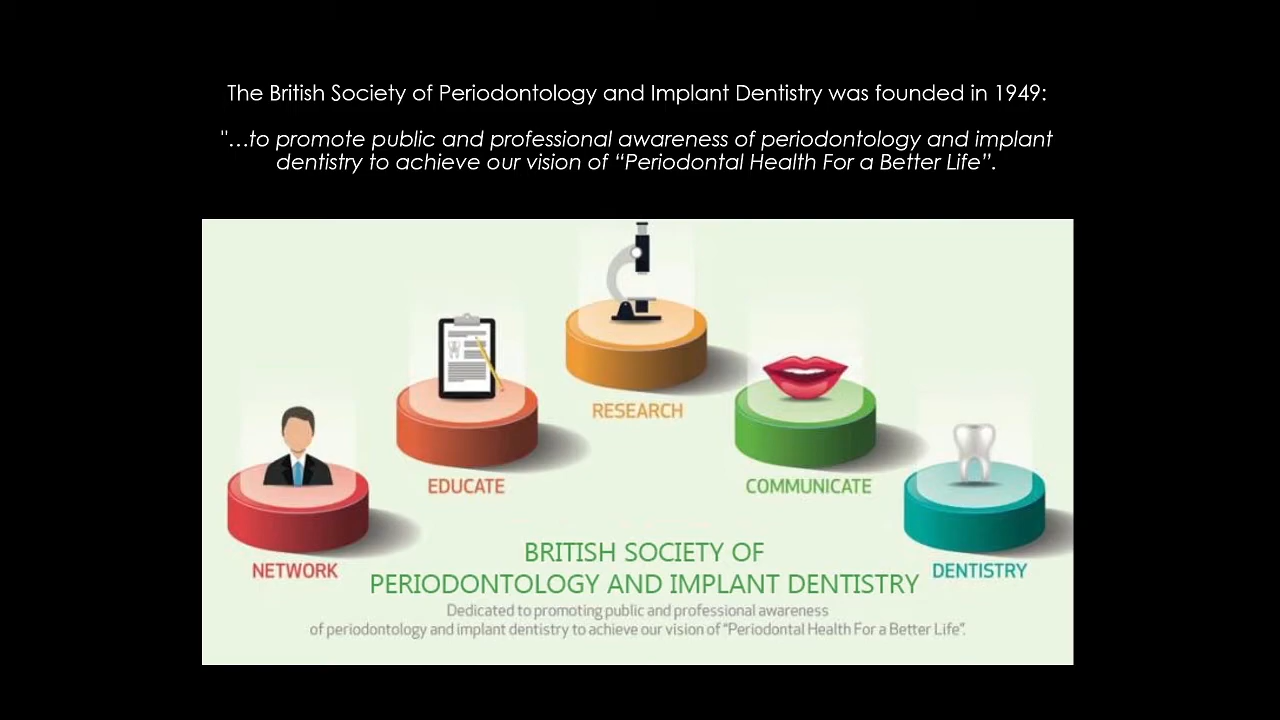 The British Society of Periodontology and Implant Dentistry was founded in 1949:
"…to promote public and professional awareness of periodontology and implant
dentistry to achieve our vision of “Periodontal Health For a Better Life”.
RESEARCH
EDUCATE
COMMUNICATE
NETWORK
DENTISTRY
BRITISH SOCIETY OF
PERIODONTOLOGY AND IMPLANT DENTISTRY
Dedicated to promoting public and professional awareness
of periodontology and implant dentistry to achieve our vision of “Periodontal Health For a Better Life”.